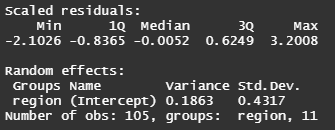 Scaled residuals:
    Min      1Q  Median      3Q     Max
-2.1026 -0.8365 -0.0052  0.6249  3.2008

Random effects:
 Groups Name        Variance Std.Dev.
 region (Intercept) 0.1863   0.4317
Number of obs: 105, groups:  region, 11